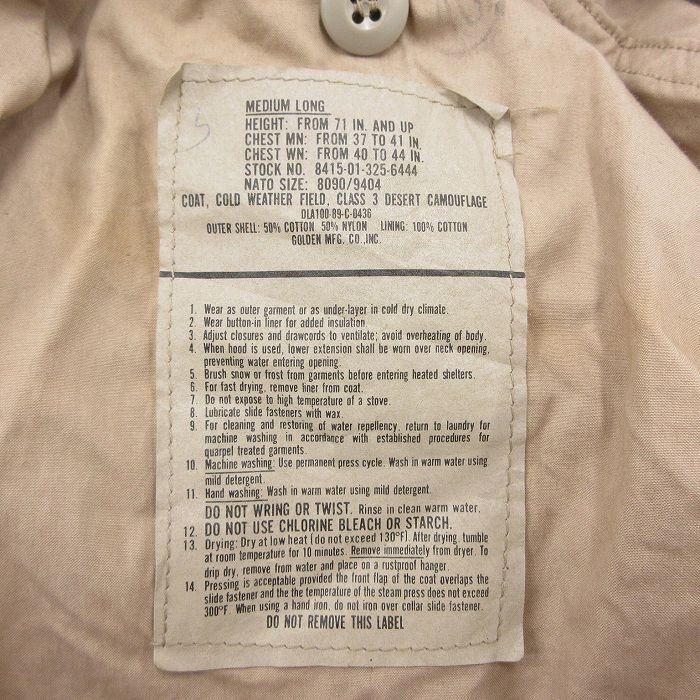 MEDIUM LONG
HEIGHT: FROM 71 IN. AND UP
CHEST MN: FROM 37 TO 41 IN.
CHEST WN: FROM 40 TO 44 IN.
STOCK NO. 8415-01-325-6444
NATO SIZE: 8090/9404
COAT, COLD WEATHER FIELD, CLASS 3 DESERT CAMOUFLAGE
DLA100-89-C-0436
OUTER SHELL: 50% COTTON 50% NYLON LINING: 100% COTTON
GOLDEN MFG. CO., INC.
1. Wear as outer garment or as under-layer in cold dry climate.
2. Wear button-in liner for added insulation.
3. Adjust closures and drawcords to ventilate; avoid overheating of body.
4. When hood is used, lower extension shall be worn over neck opening,
preventing water entering opening.
5. Brush snow or frost from garments before entering heated shelters.
6. For fast drying, remove liner from coat.
7. Do not expose to high temperature of a stove.
8. Lubricate slide fasteners with wax.
9. For cleaning and restoring of water repellency, return to laundry for
machine washing in accordance with established procedures for
quarpel treated garments.
10. Machine washing: Use permanent press cycle. Wash in warm water using
mild detergent.
11. Hand washing: Wash in warm water using mild detergent.
DO NOT WRING OR TWIST. Rinse in clean warm water.
12. DO NOT USE CHLORINE BLEACH OR STARCH.
13. Drying: Dry at low heat (do not exceed 130°F). After drying, tumble
at room temperature for 10 minutes. Remove immediately from dryer. To
drip dry, remove from water and place on a rustproof hanger.
14. Pressing is acceptable provided the front flap of the coat overlaps the
slide fastener and the the temperature of the steam press does not exceed
300°F. When using a hand iron, do not iron over collar slide fastener.
DO NOT REMOVE THIS LABEL